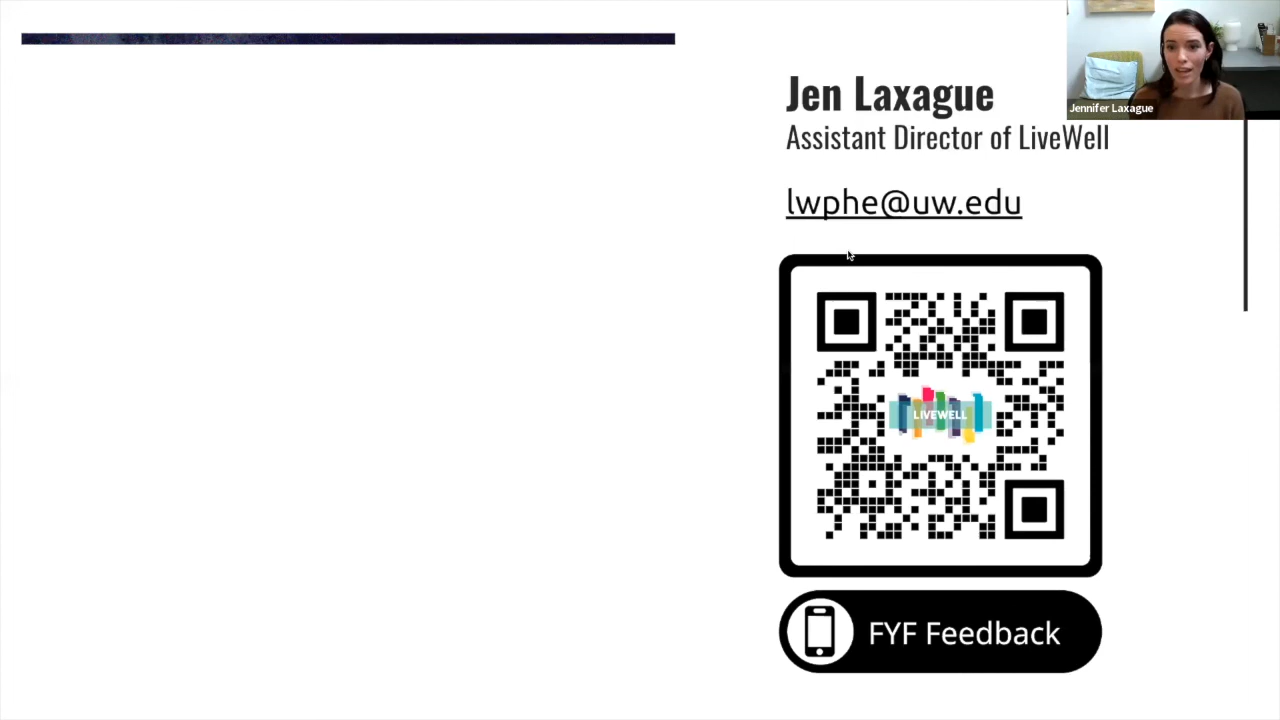 Jen Laxague
Jennifer Laxague
Assistant Director of LiveWell
lwphe@uw.edu
LIVEWELL
FYF Feedback